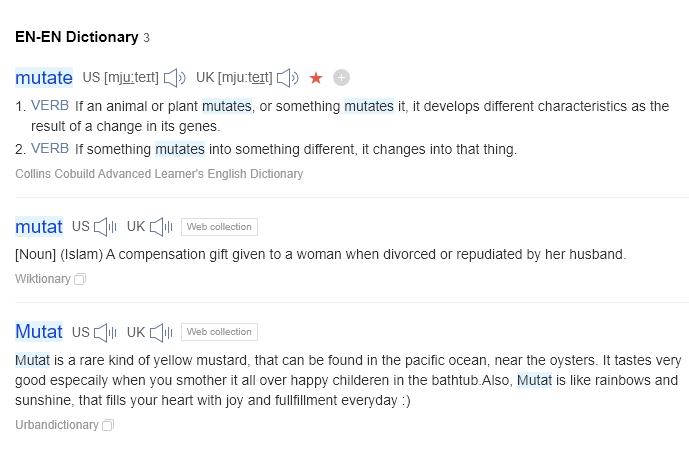 EN-EN Dictionary 3
mutate US [mju:teɪt] UK [mju:teɪt]
1. VERB If an animal or plant mutates, or something mutates it, it develops different characteristics as the
result of a change in its genes.
2. VERB If something mutates into something different, it changes into that thing.
Collins Cobuild Advanced Learner's English Dictionary
mutat US UK Web collection
[Noun] (Islam) A compensation gift given to a woman when divorced or repudiated by her husband.
Wiktionary
Mutat US UK Web collection
Mutat is a rare kind of yellow mustard, that can be found in the pacific ocean, near the oysters. It tastes very
good especaily when you smother it all over happy childeren in the bathtub.Also, Mutat is like rainbows and
sunshine, that fills your heart with joy and fullfillment everyday :)
Urbandictionary